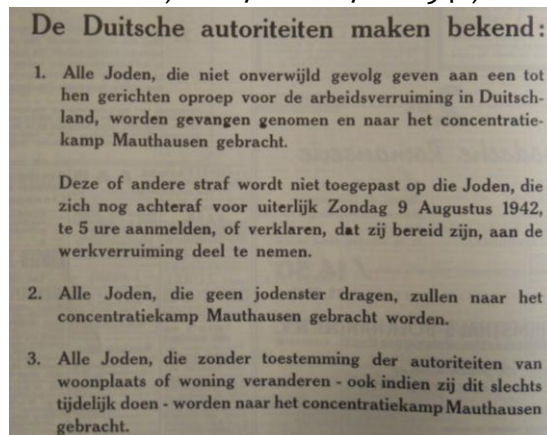 De Duitsche autoriteiten maken bekend:
1. Alle Joden, die niet onverwijld gevolg geven aan een tot
hen gerichten oproep voor de arbeidsverruiming in Duitsch-
land, worden gevangen genomen en naar het concentratie-
kamp Mauthausen gebracht.
Deze of andere straf wordt niet toegepast op die Joden, die
zich nog achteraf voor uiterlijk Zondag 9 Augustus 1942,
te 5 ure aanmelden, of verklaren, dat zij bereid zijn, aan de
werkverruiming deel te nemen.
2. Alle Joden, die geen jodenster dragen, zullen naar het
concentratiekamp Mauthausen gebracht worden.
3. Alle Joden, die zonder toestemming der autoriteiten van
woonplaats of woning veranderen - ook indien zij dit slechts
tijdelijk doen - worden naar het concentratiekamp Mauthausen
gebracht.